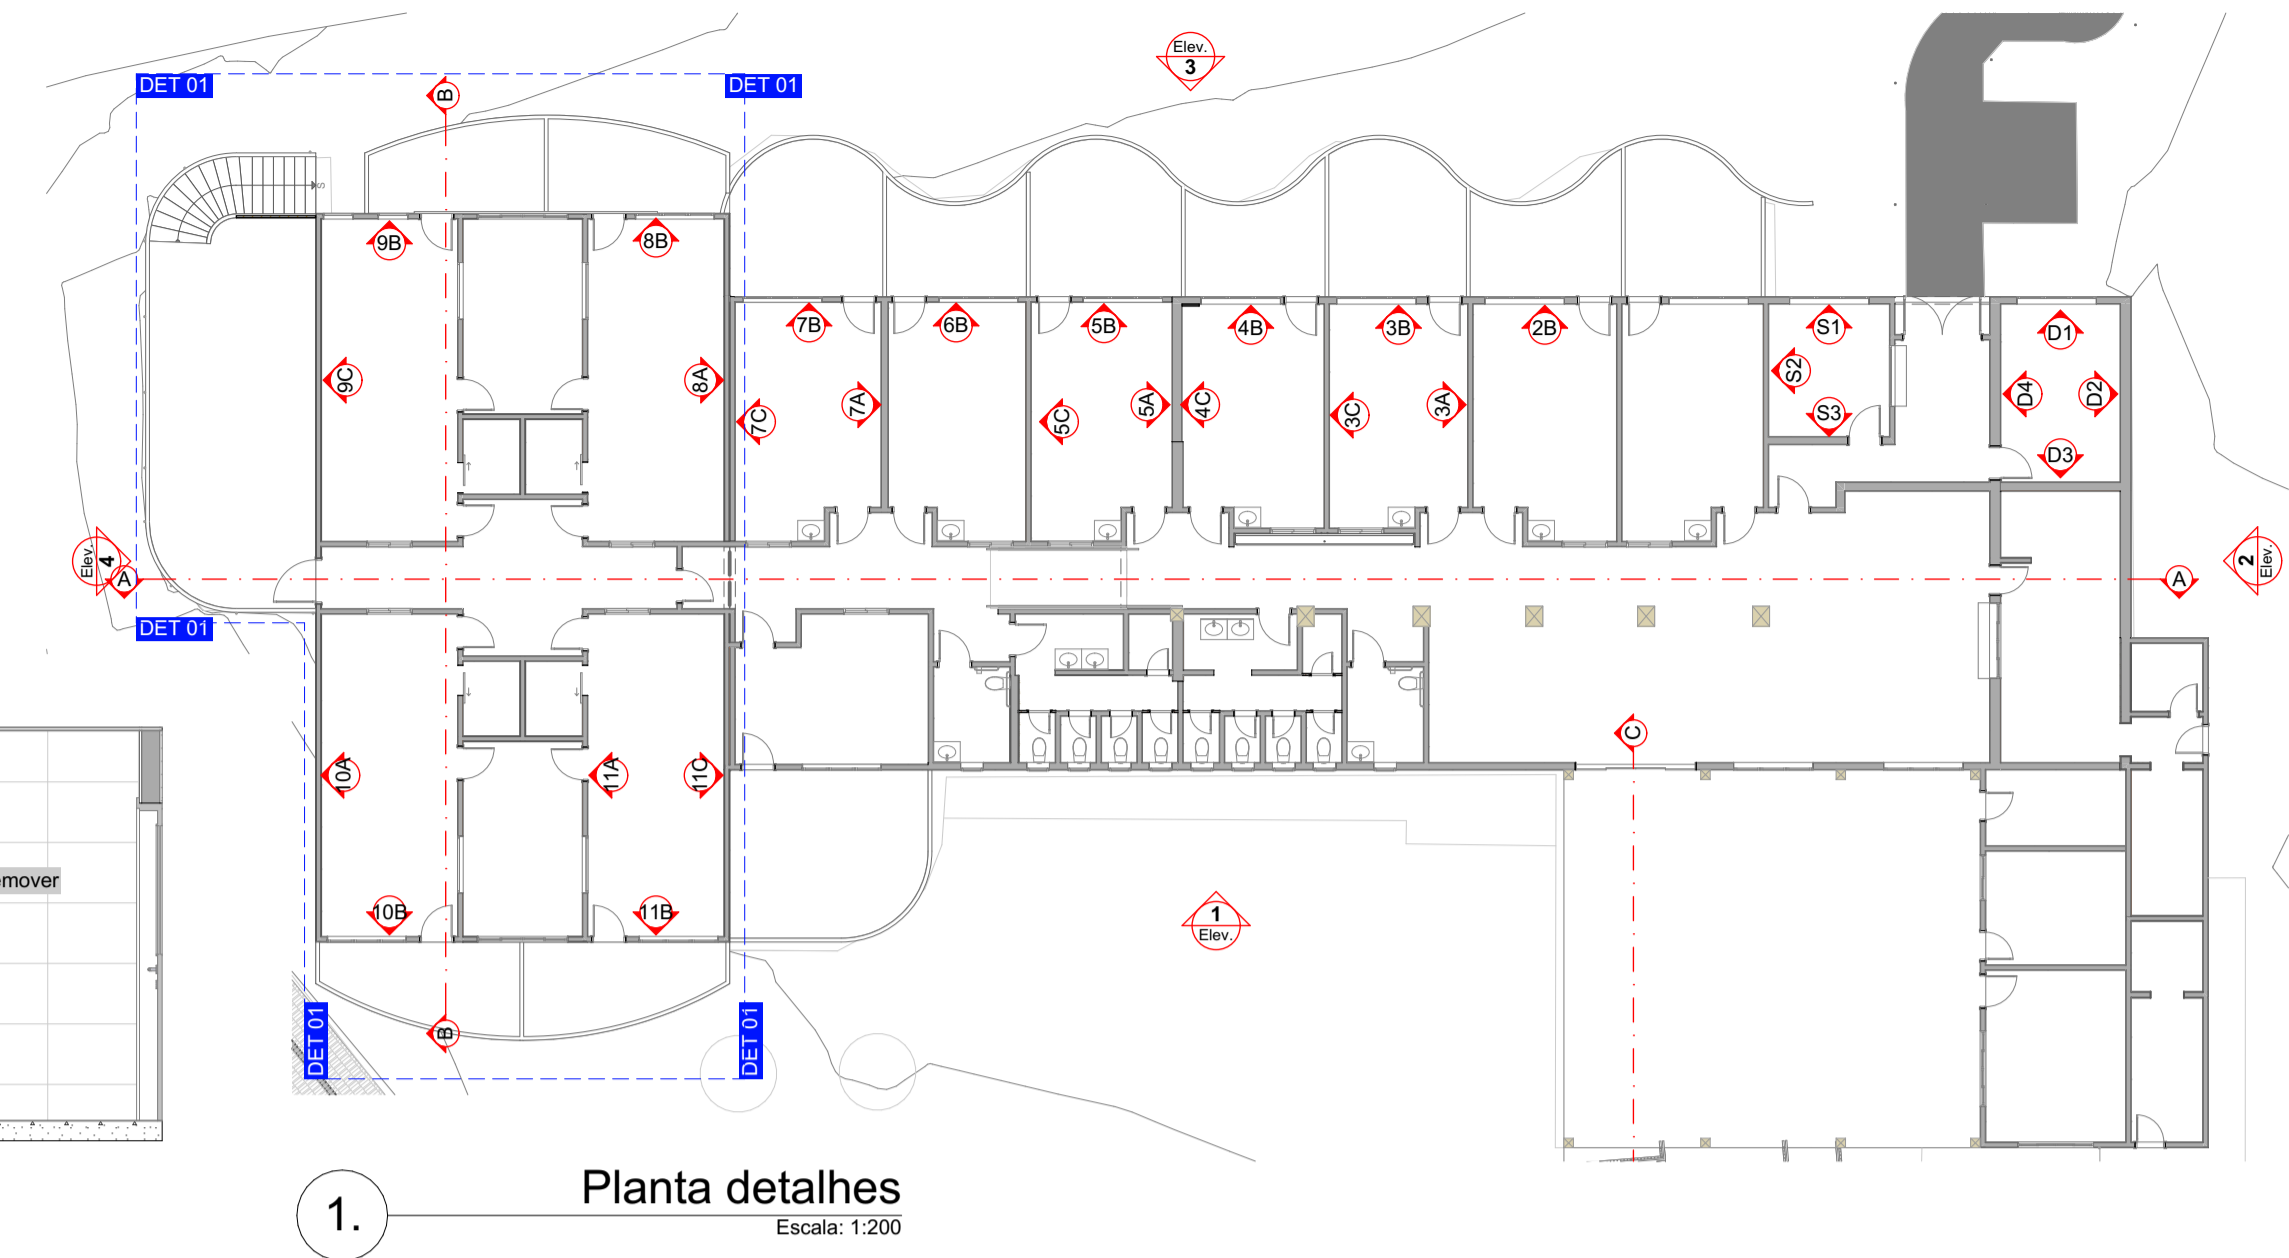 Elev.
3
DET 01
DET 01
B
S
9B
8B
7B
6B
5B
4B
3B
2B
S1
D1
9C
8A
7C
7A
5C
5A
4C
3C
3A
S2
S3
D4
D2
D3
Elev.
4
A
A
2
Elev.
DET 01
C
10A
11A
11C
emover
10B
11B
1
Elev.
DET 01
B
DET 01
1.
Planta detalhes
Escala: 1:200